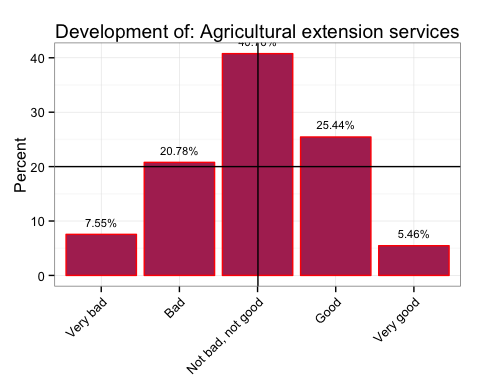 Development of: Agricultural extension services
Percent
40
30
20
10
0
7.55%
20.78%
25.44%
5.46%
Very bad
Bad
Not bad, not good
Good
Very good